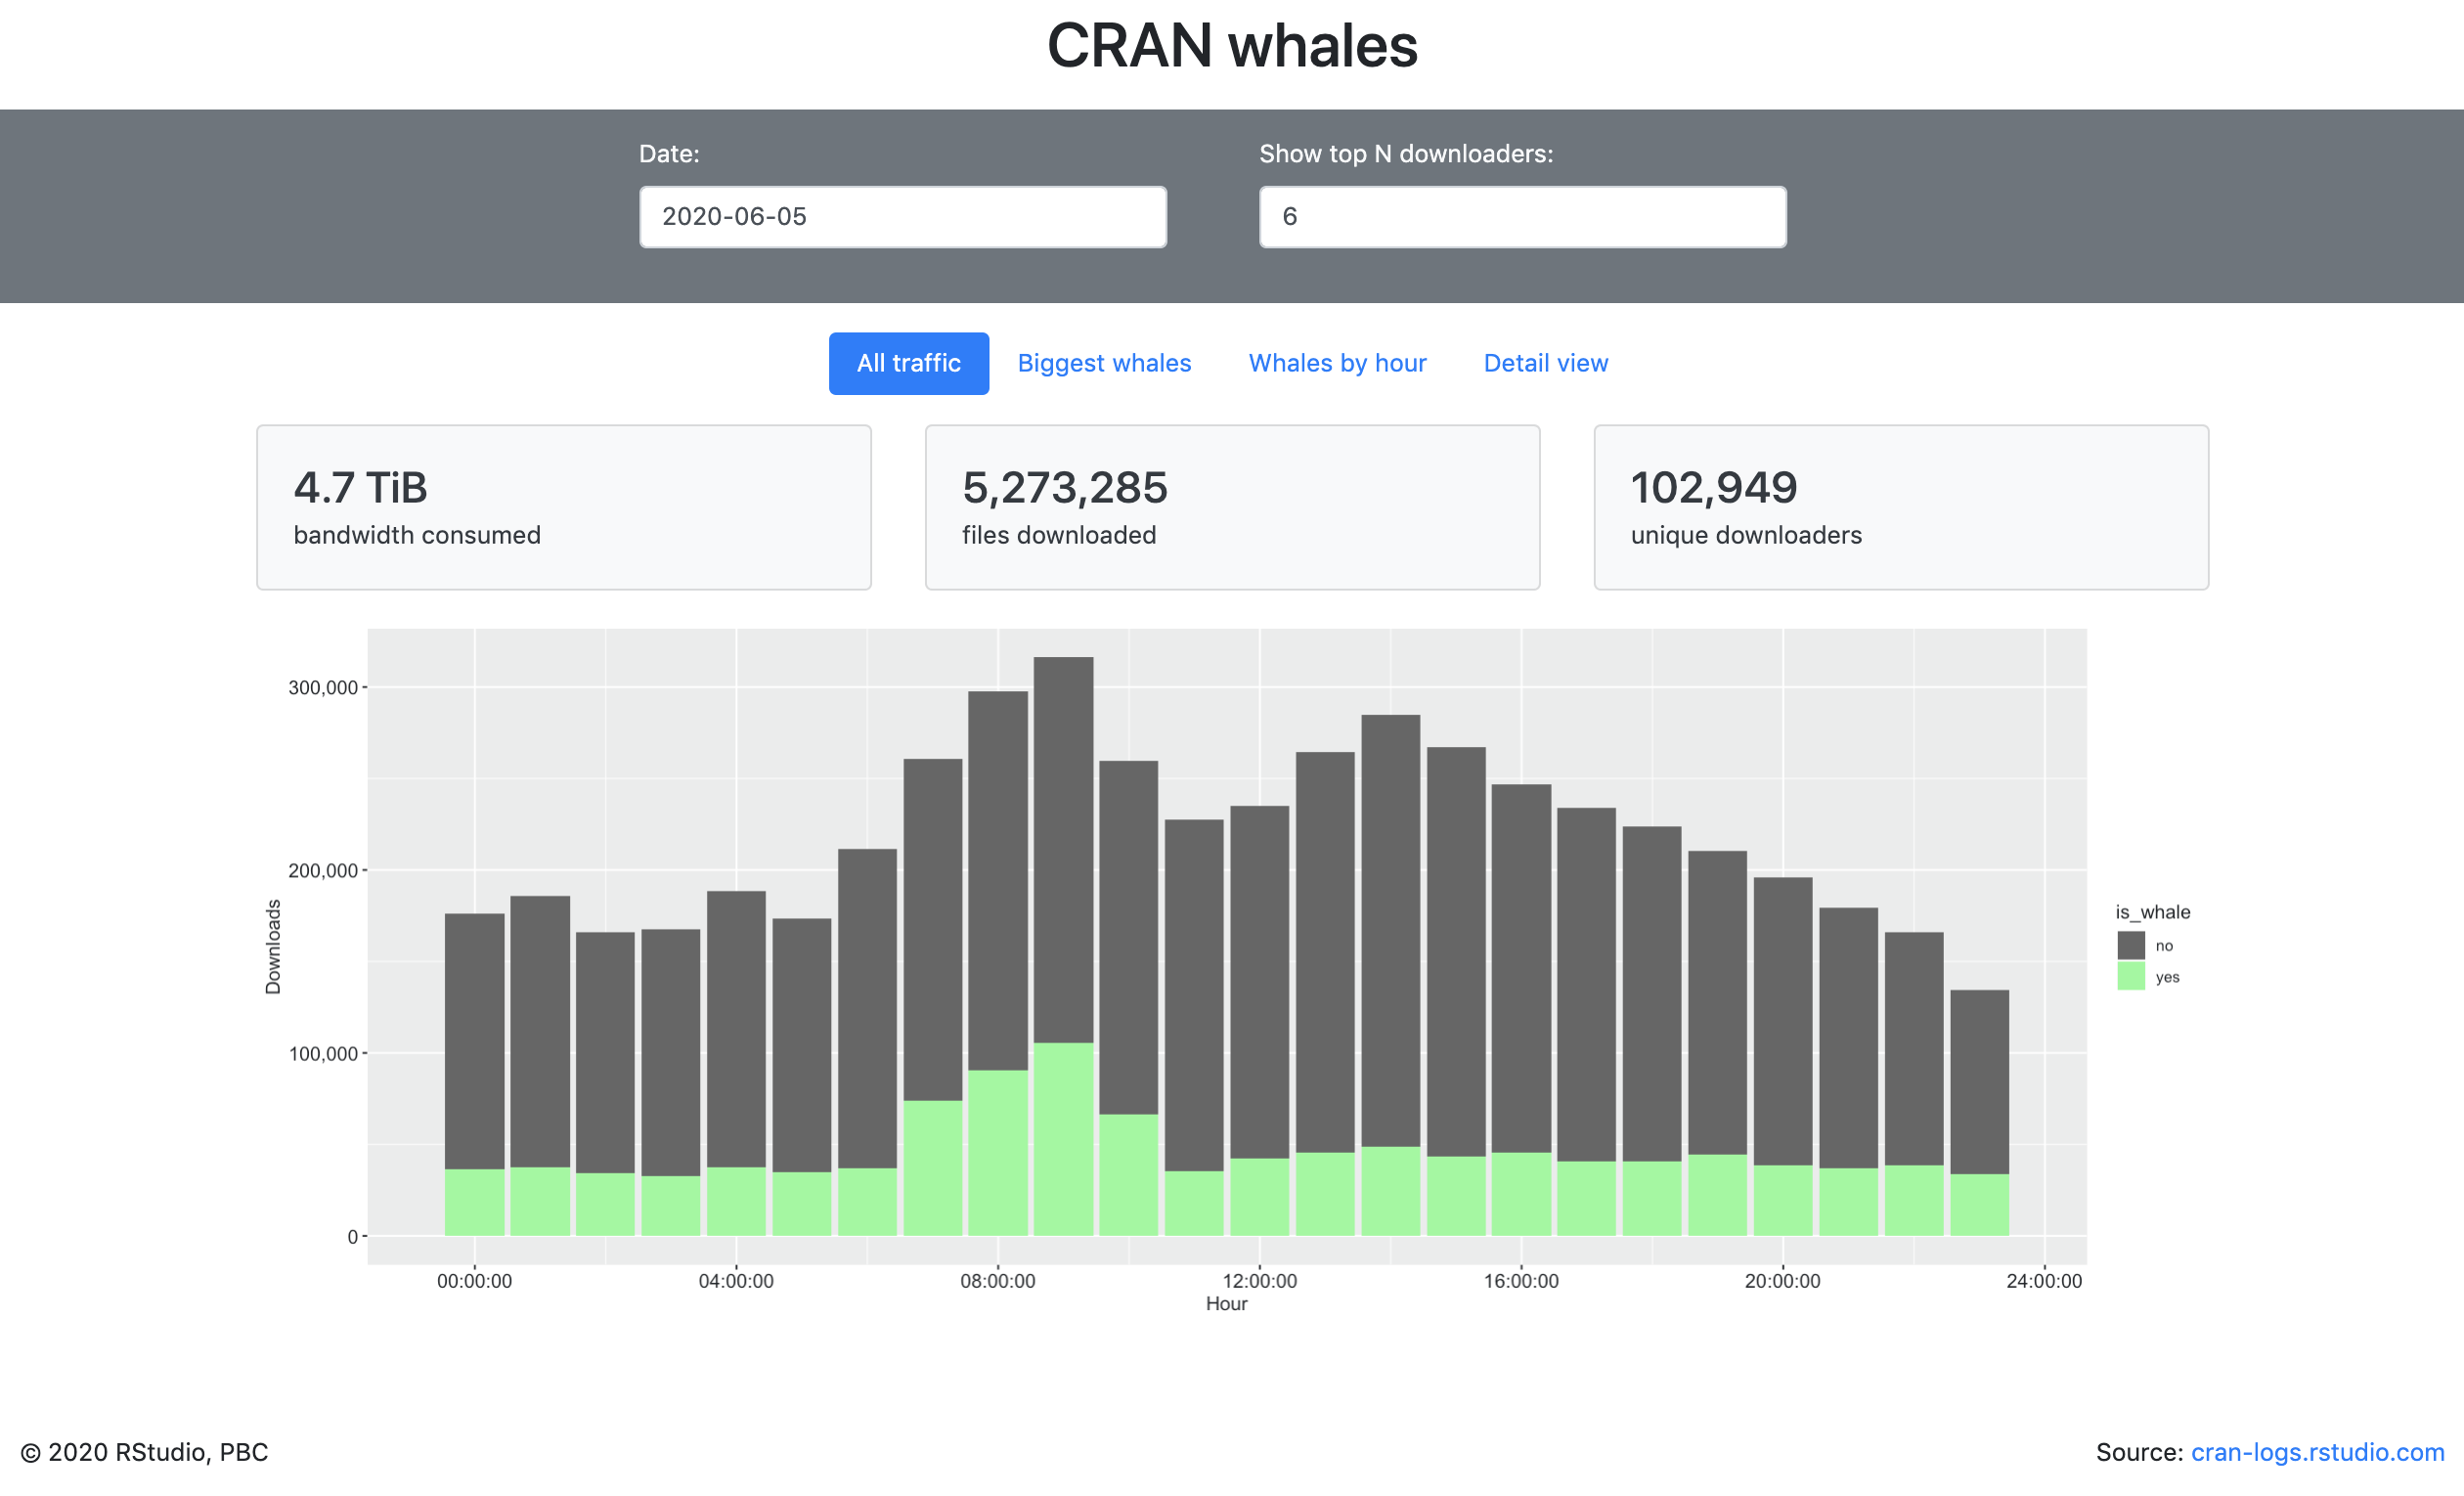 CRAN whales
Date: Show top N downloaders:
2020-06-05 6
All traffic Biggest whales Whales by hour Detail view
4.7 TiB 5,273,285 102,949
bandwidth consumed files downloaded unique downloaders
300,000
200,000
100,000
0
Downloads
is_whale
no
yes
00:00:00 04:00:00 08:00:00 12:00:00 16:00:00 20:00:00 24:00:00
Hour
© 2020 RStudio, PBC Source: cran-logs.rstudio.com